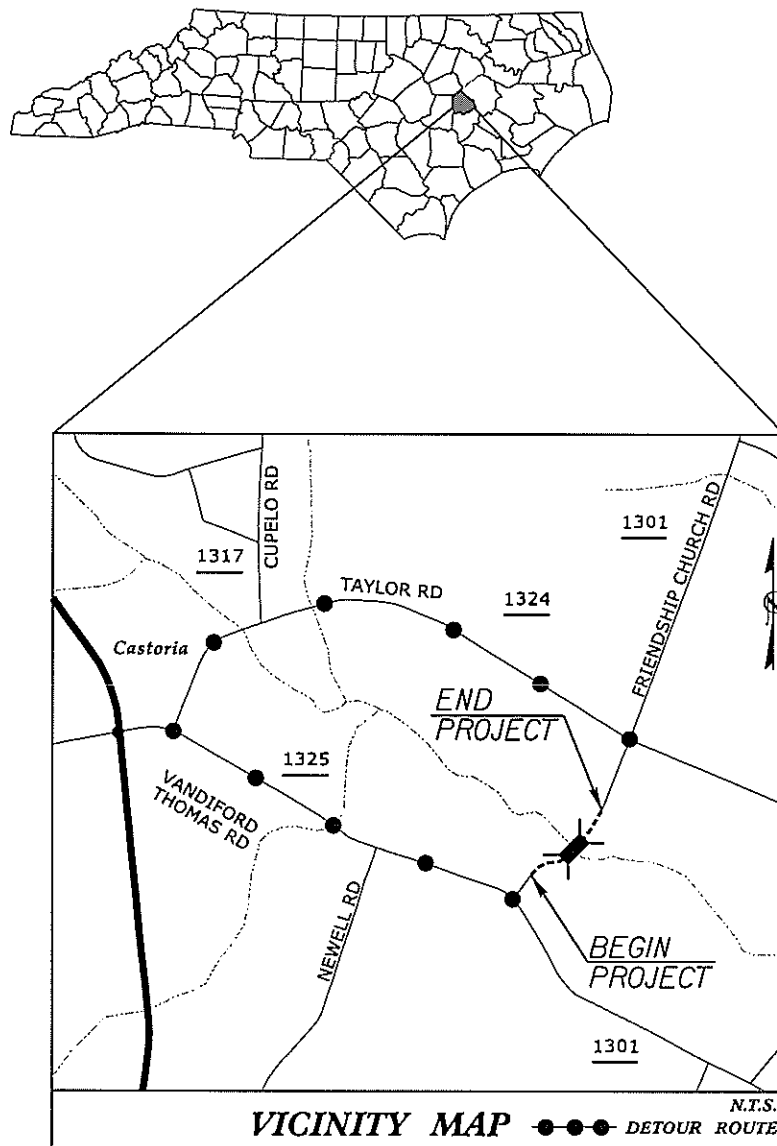 CUPELO RD
1317
1301
FRIENDSHIP CHURCH RD
TAYLOR RD
1324
Castoria
END
PROJECT
1325
VANDIFORD
THOMAS RD
NEWELL RD
BEGIN
PROJECT
1301
N.T.S.
VICINITY MAP DETOUR ROUTE